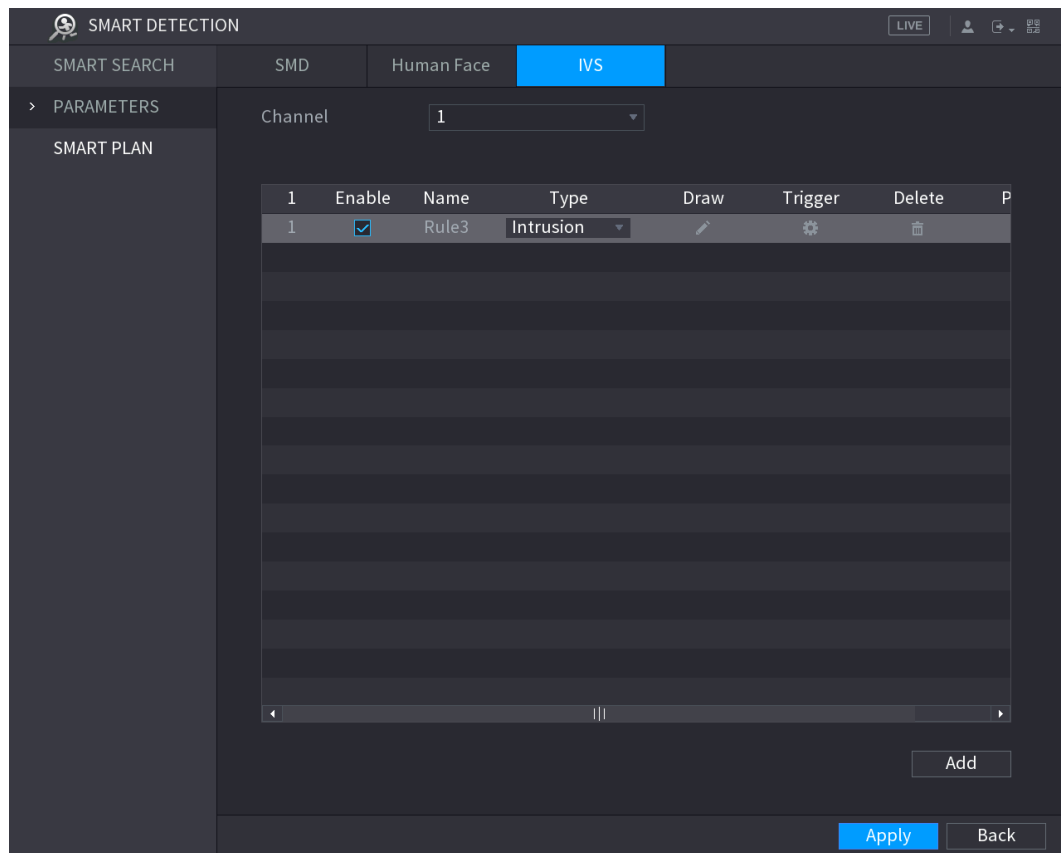 SMART DETECTION LIVE
SMART SEARCH SMD Human Face IVS
> PARAMETERS
Channel 1
SMART PLAN
1 Enable Name Type Draw Trigger Delete P
1 Rule3 Intrusion
Add
Apply Back